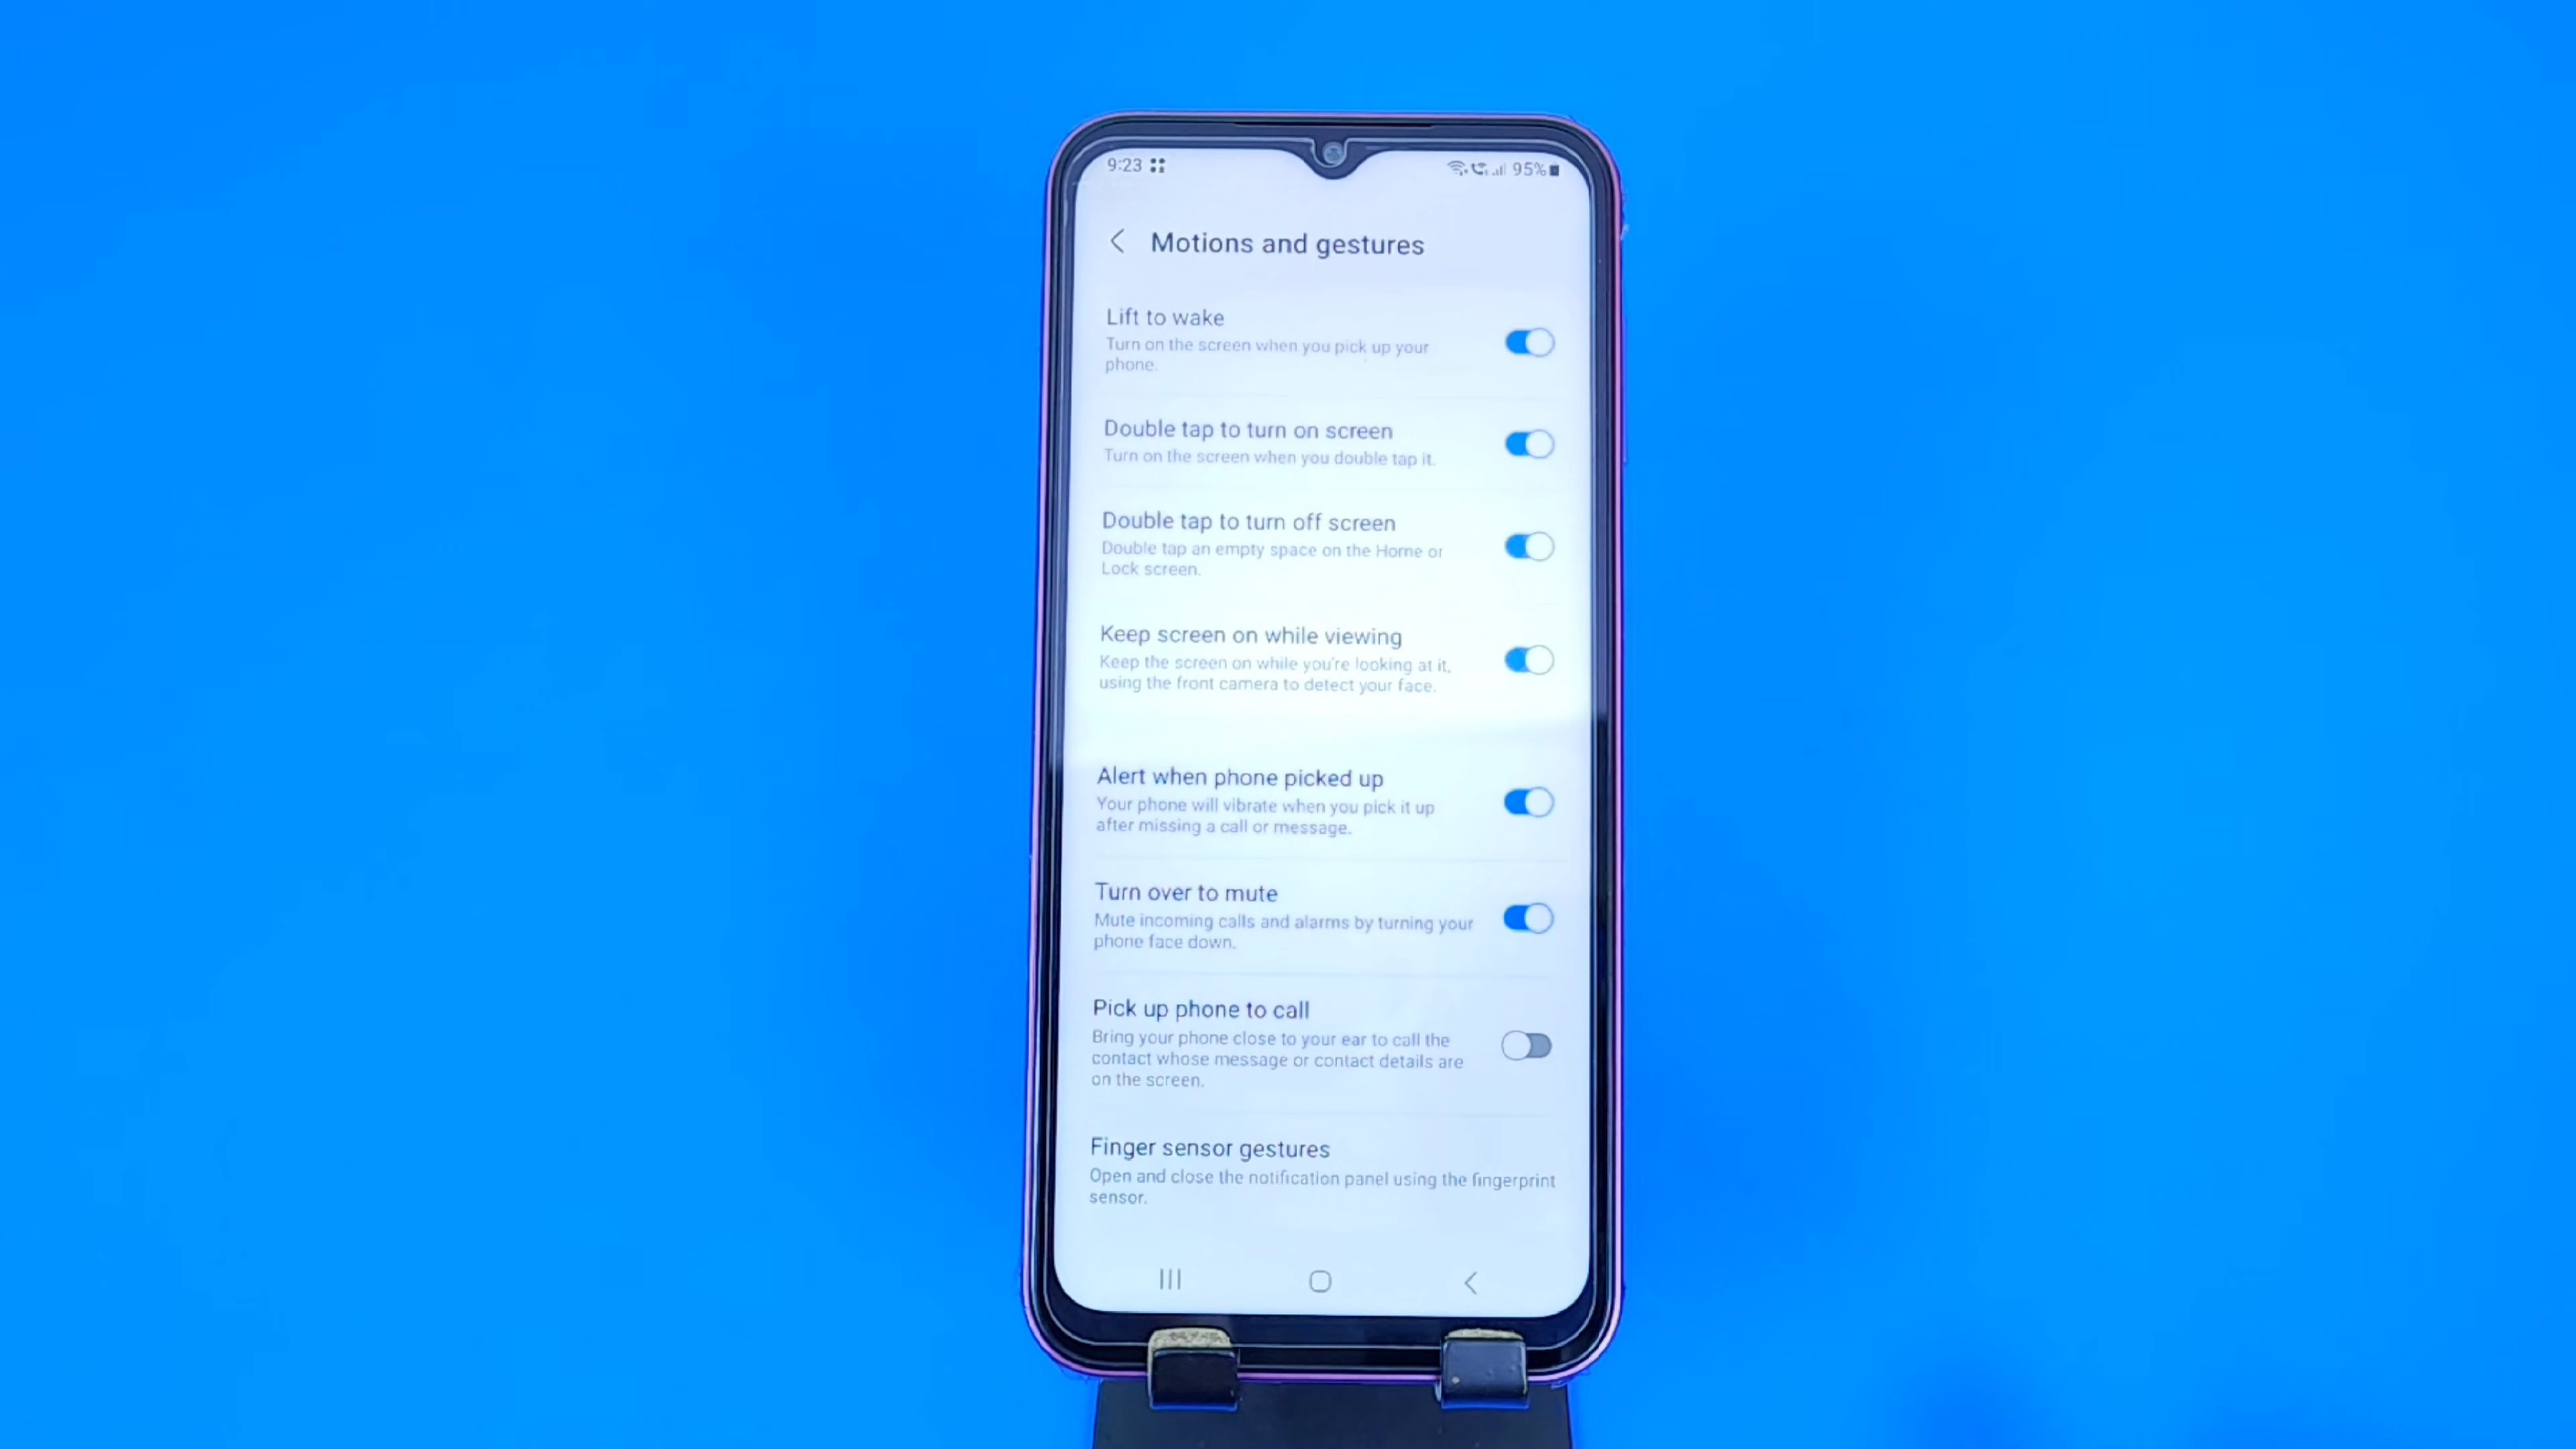 9:23 95%
Motions and gestures
Lift to wake
Turn on the screen when you pick up your
phone.
Double tap to turn on screen
Turn on the screen when you double tap it.
Double tap to turn off screen
Double tap an empty space on the Home or
Lock screen.
Keep screen on while viewing
Keep the screen on while you're looking at it,
using the front camera to detect your face.
Alert when phone picked up
Your phone will vibrate when you pick it up
after missing a call or message.
Turn over to mute
Mute incoming calls and alarms by turning your
phone face down.
Pick up phone to call
Bring your phone close to your ear to call the
contact whose message or contact details are
on the screen.
Finger sensor gestures
Open and close the notification panel using the fingerprint
sensor.